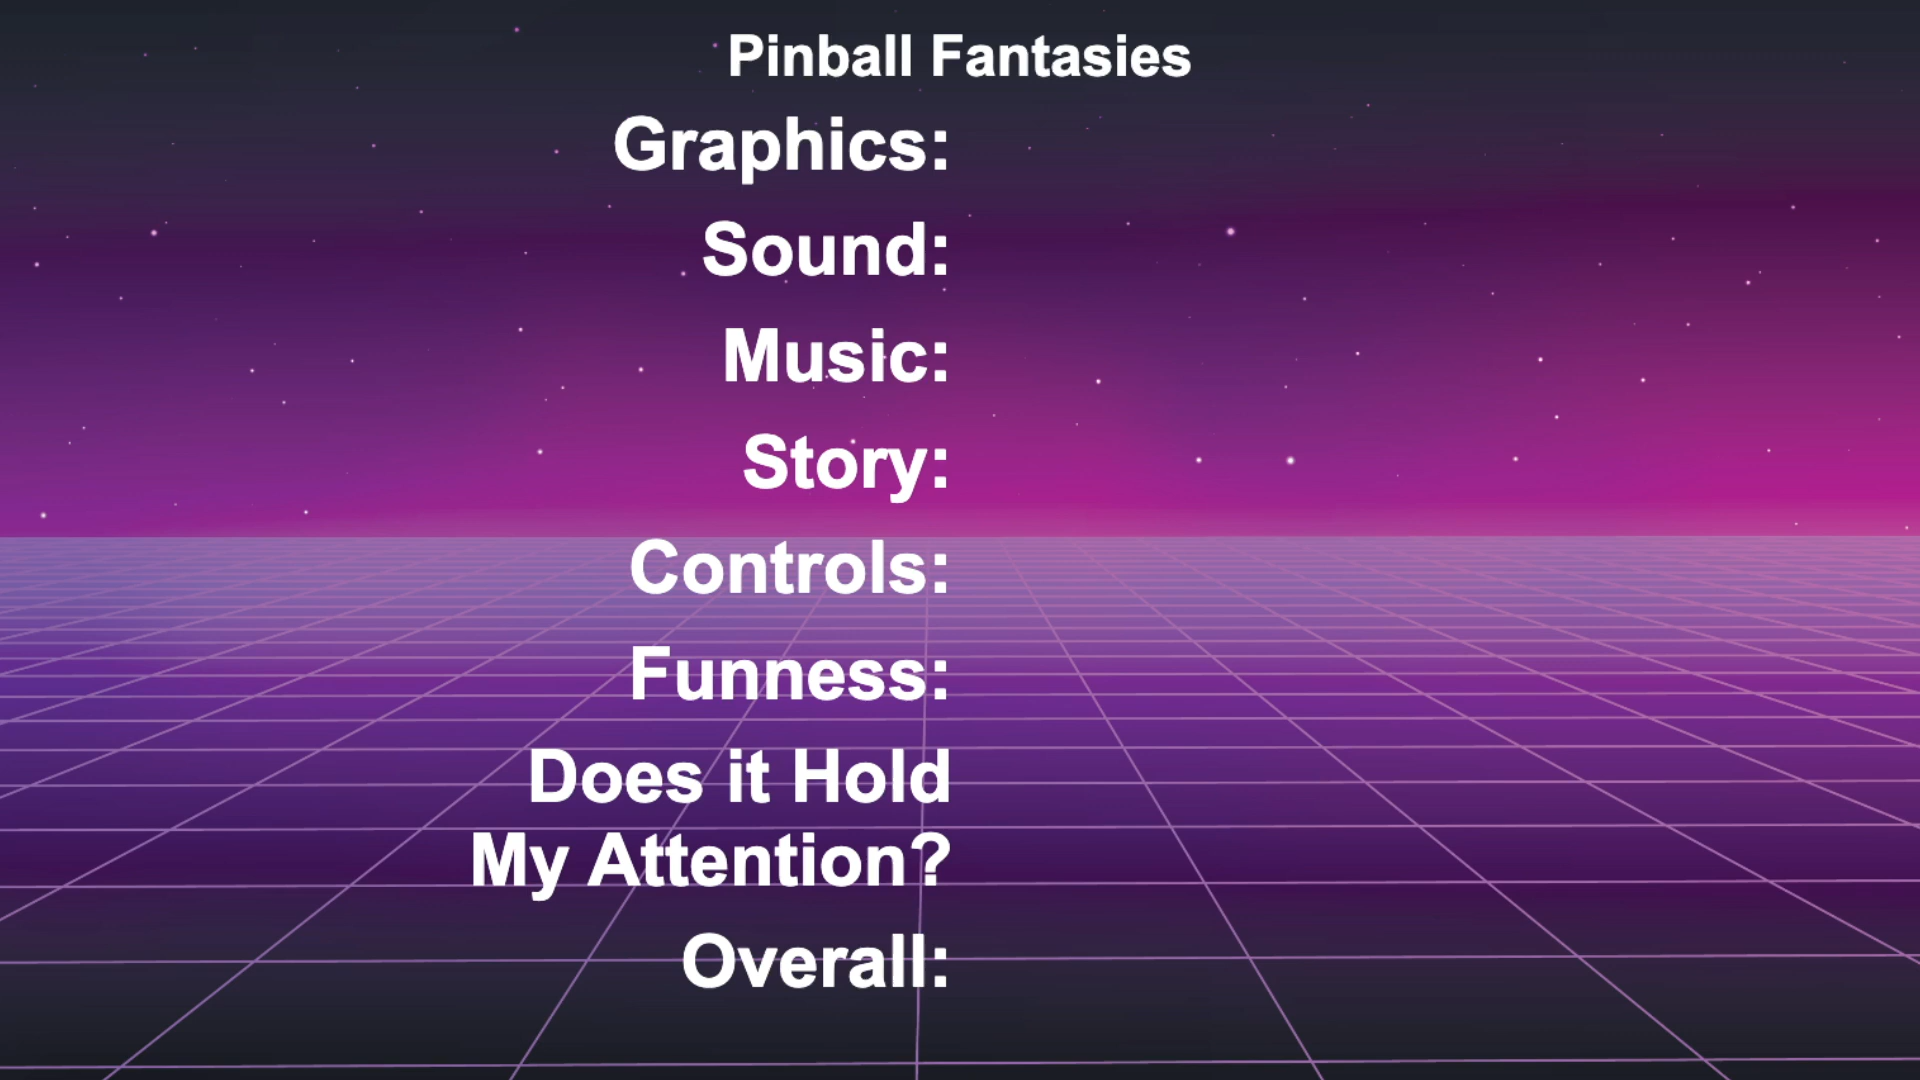 Pinball Fantasies
Graphics:
Sound:
Music:
Story:
Controls:
Funness:
Does it Hold
My Attention?
Overall: